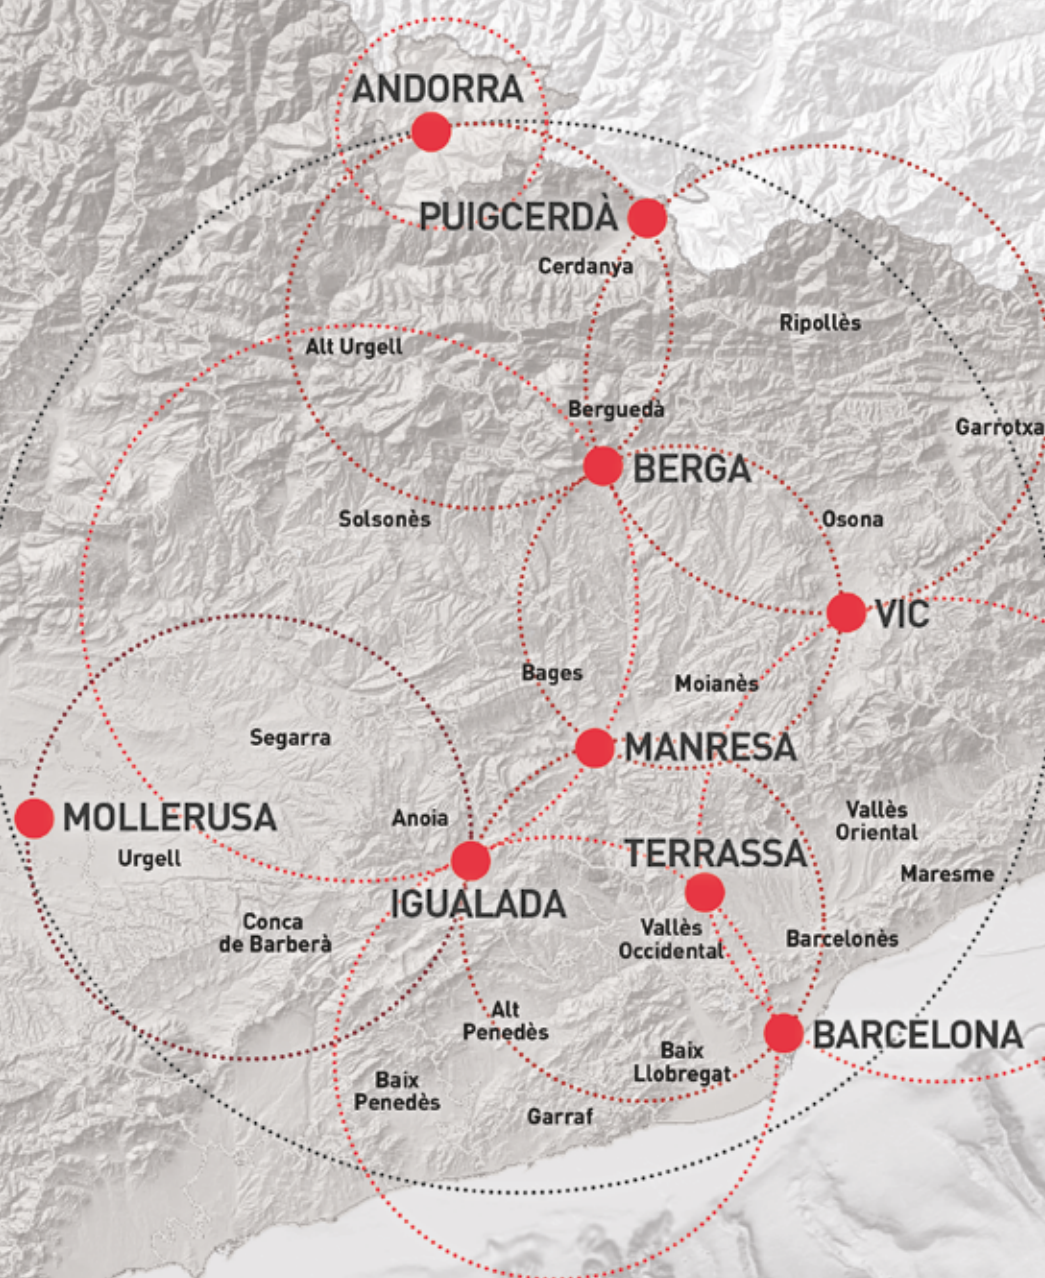 ANDORRA
PUIGCERDÀ
Cerdanya
Ripollès
Alt Urgell
Berguedà
Garrotxa
BERGA
Solsonès
Osona
VIC
Bages
Moianès
Segarra
MANRESA
MOLLERUSA
Anoia
Vallès
Oriental
Urgell
TERRASSA
Maresme
IGUALADA
Conca
de Barberà
Vallès
Occidental
Barcelonès
Alt
Penedès
BARCELONA
Baix
Llobregat
Baix
Penedès
Garraf